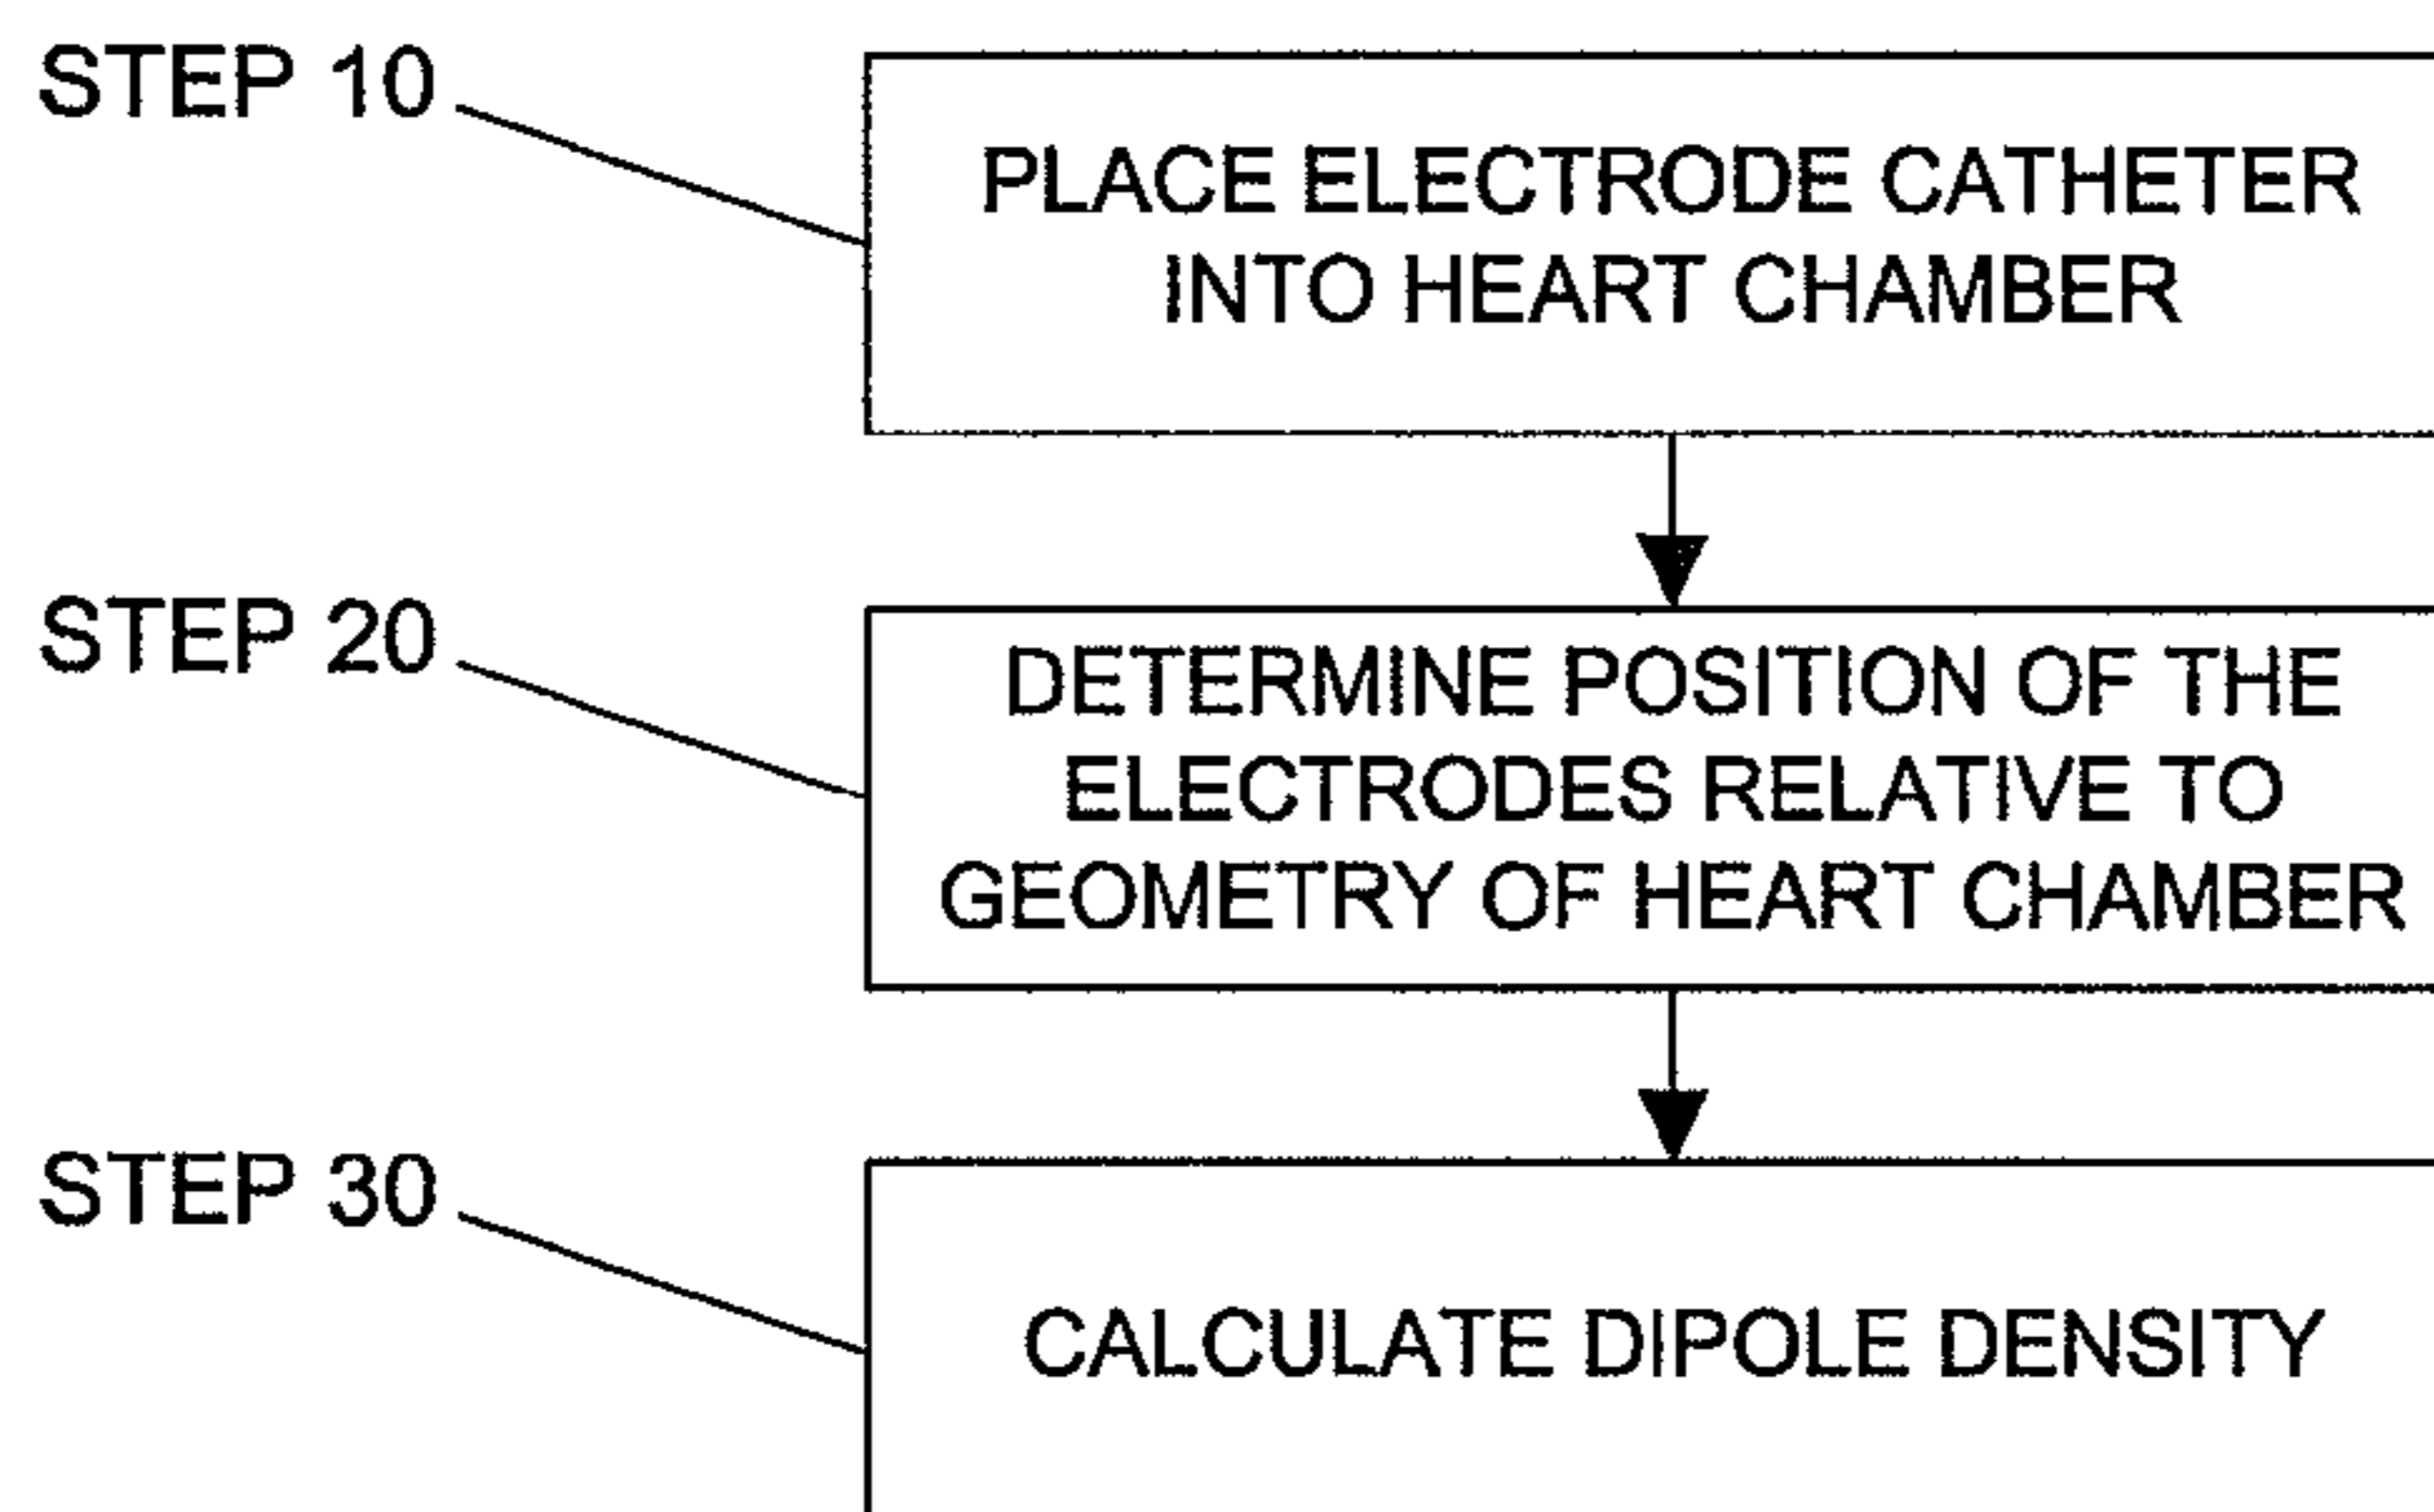 STEP 10
PLACE ELECTRODE CATHETER
INTO HEART CHAMBER
STEP 20
DETERMINE POSITION OF THE
ELECTRODES RELATIVE TO
GEOMETRY OF HEART CHAMBER
STEP 30
CALCULATE DIPOLE DENSITY